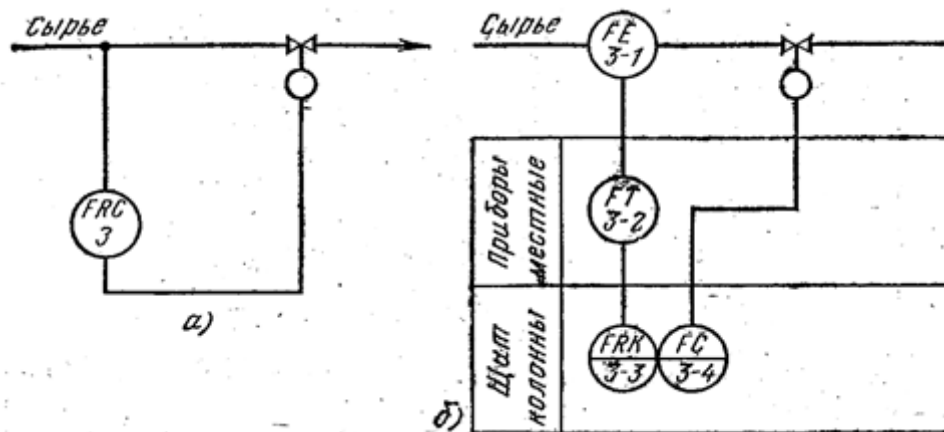 Сырье
FRC
3
а)
Сырье
FE
3-1
Приборы
местные
FT
3-2
Щит
колонны
FRK
3-3
FC
3-4
б)